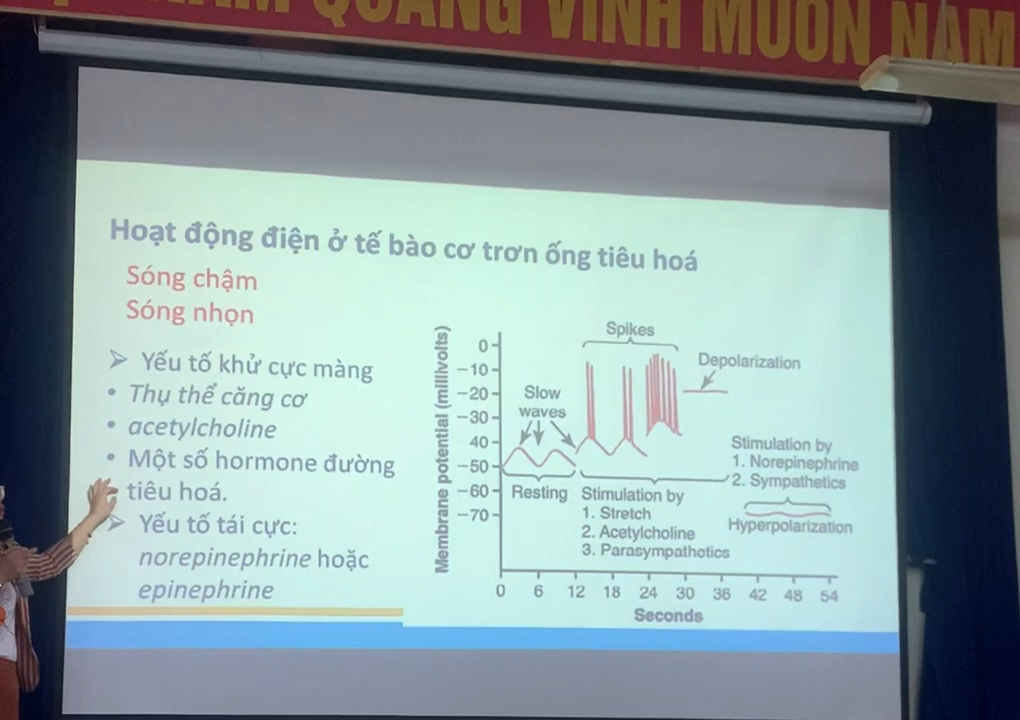 QUANG VINH MUÔN NĂM
Hoạt động điện ở tế bào cơ trơn ống tiêu hoá
Sóng chậm
Sóng nhọn
➢ Yếu tố khử cực màng
• Thụ thể căng cơ
• acetylcholine
• Một số hormone đường
tiêu hoá.
➢ Yếu tố tái cực:
norepinephrine hoặc
epinephrine
Membrane potential (millivolts)
0
−10
−20
−30
40
−50
−60
−70
Slow
waves
Spikes
Depolarization
Resting
Stimulation by
1. Stretch
2. Acetylcholine
3. Parasympathotics
Stimulation by
1. Norepinephrine
2. Sympathetics
Hyperpolarization
0 6 12 18 24 30 36 42 48 54
Seconds